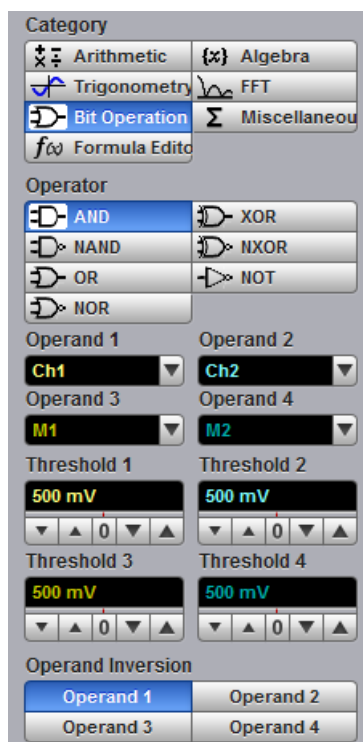 Category
Arithmetic {x} Algebra
Trigonometry FFT
Bit Operation Σ Miscellaneou
f(x) Formula Edito
Operator
AND XOR
NAND NXOR
OR NOT
NOR
Operand 1 Operand 2
Ch1 Ch2
Operand 3 Operand 4
M1 M2
Threshold 1 Threshold 2
500 mV 500 mV
0 0
Threshold 3 Threshold 4
500 mV 500 mV
0 0
Operand Inversion
Operand 1 Operand 2
Operand 3 Operand 4